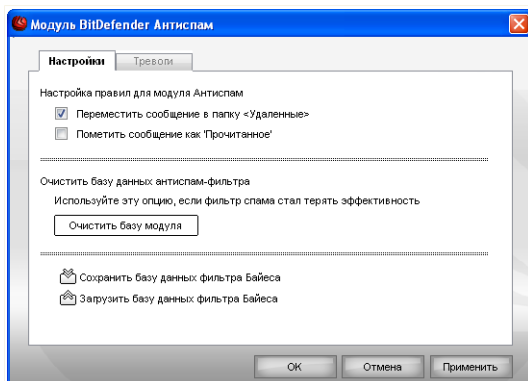 Модуль BitDefender Антиспам
Настройки
Тревоги
Настройка правил для модуля Антиспам
Переместить сообщение в папку <Удаленные>
Пометить сообщение как 'Прочитанное'
Очистить базу данных антиспам-фильтра
Используйте эту опцию, если фильтр спама стал терять эффективность
Очистить базу модуля
Сохранить базу данных фильтра Байеса
Загрузить базу данных фильтра Байеса
OK
Отмена
Применить